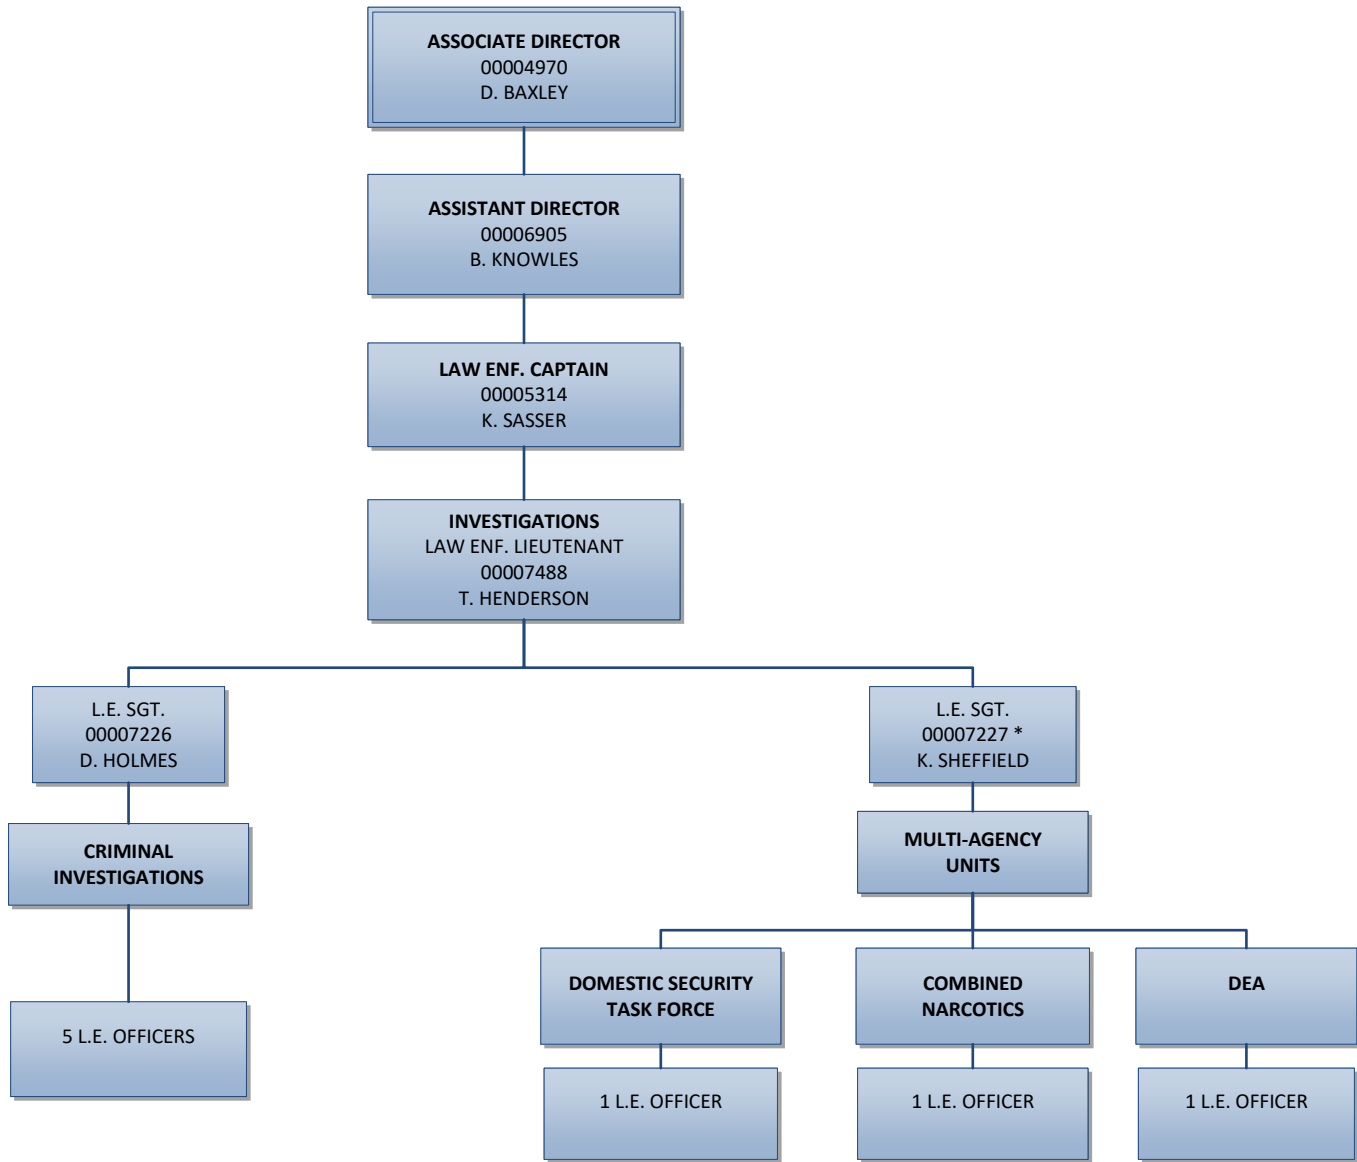 ASSOCIATE DIRECTOR
00004970
D. BAXLEY
ASSISTANT DIRECTOR
00006905
B. KNOWLES
LAW ENF. CAPTAIN
00005314
K. SASSER
INVESTIGATIONS
LAW ENF. LIEUTENANT
00007488
T. HENDERSON
L.E. SGT.
00007226
D. HOLMES
L.E. SGT.
00007227 *
K. SHEFFIELD
CRIMINAL
INVESTIGATIONS
MULTI-AGENCY
UNITS
5 L.E. OFFICERS
DOMESTIC SECURITY
TASK FORCE
COMBINED
NARCOTICS
DEA
1 L.E. OFFICER
1 L.E. OFFICER
1 L.E. OFFICER